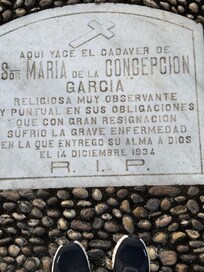 AQUI YACE EL CADAVER DE
SOR MARIA DE LA CONCEPCION
GARCIA
RELIGIOSA MUY OBSERVANTE
Y PUNTUAL EN SUS OBLIGACIONES
QUE CON GRAN RESIGNACION
SUFRIO LA GRAVE ENFERMEDAD
EN LA QUE ENTREGO SU ALMA A DIOS
EL 14 DICIEMBRE 1934
R. I. P.